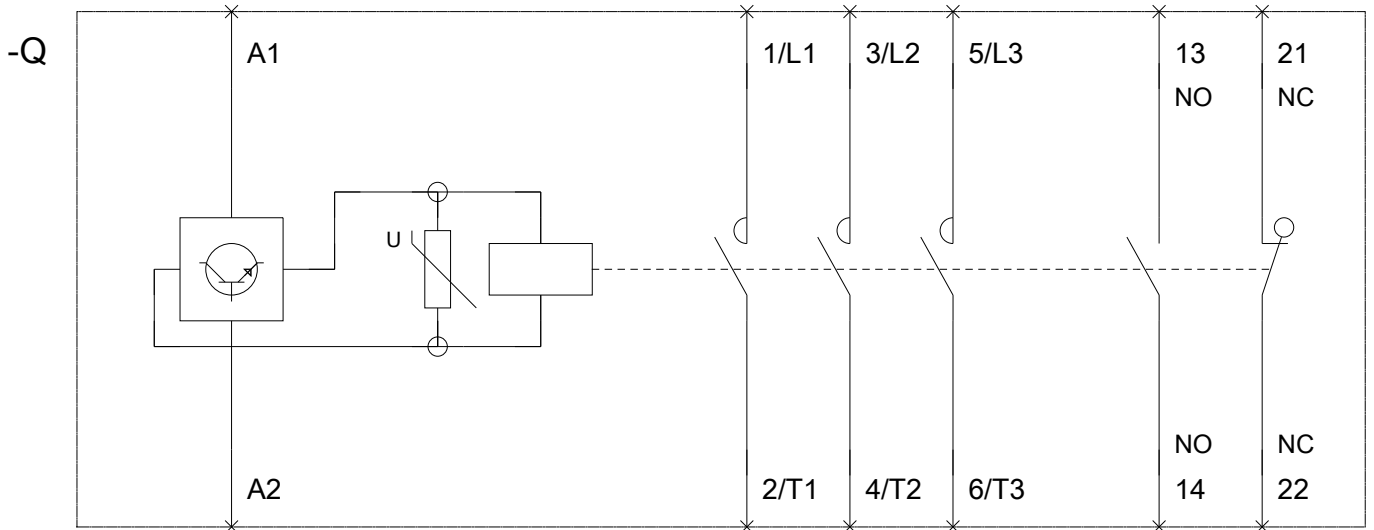 -Q A1 1/L1 3/L2 5/L3 13 21
NO NC
U
NO NC
A2 2/T1 4/T2 6/T3 14 22